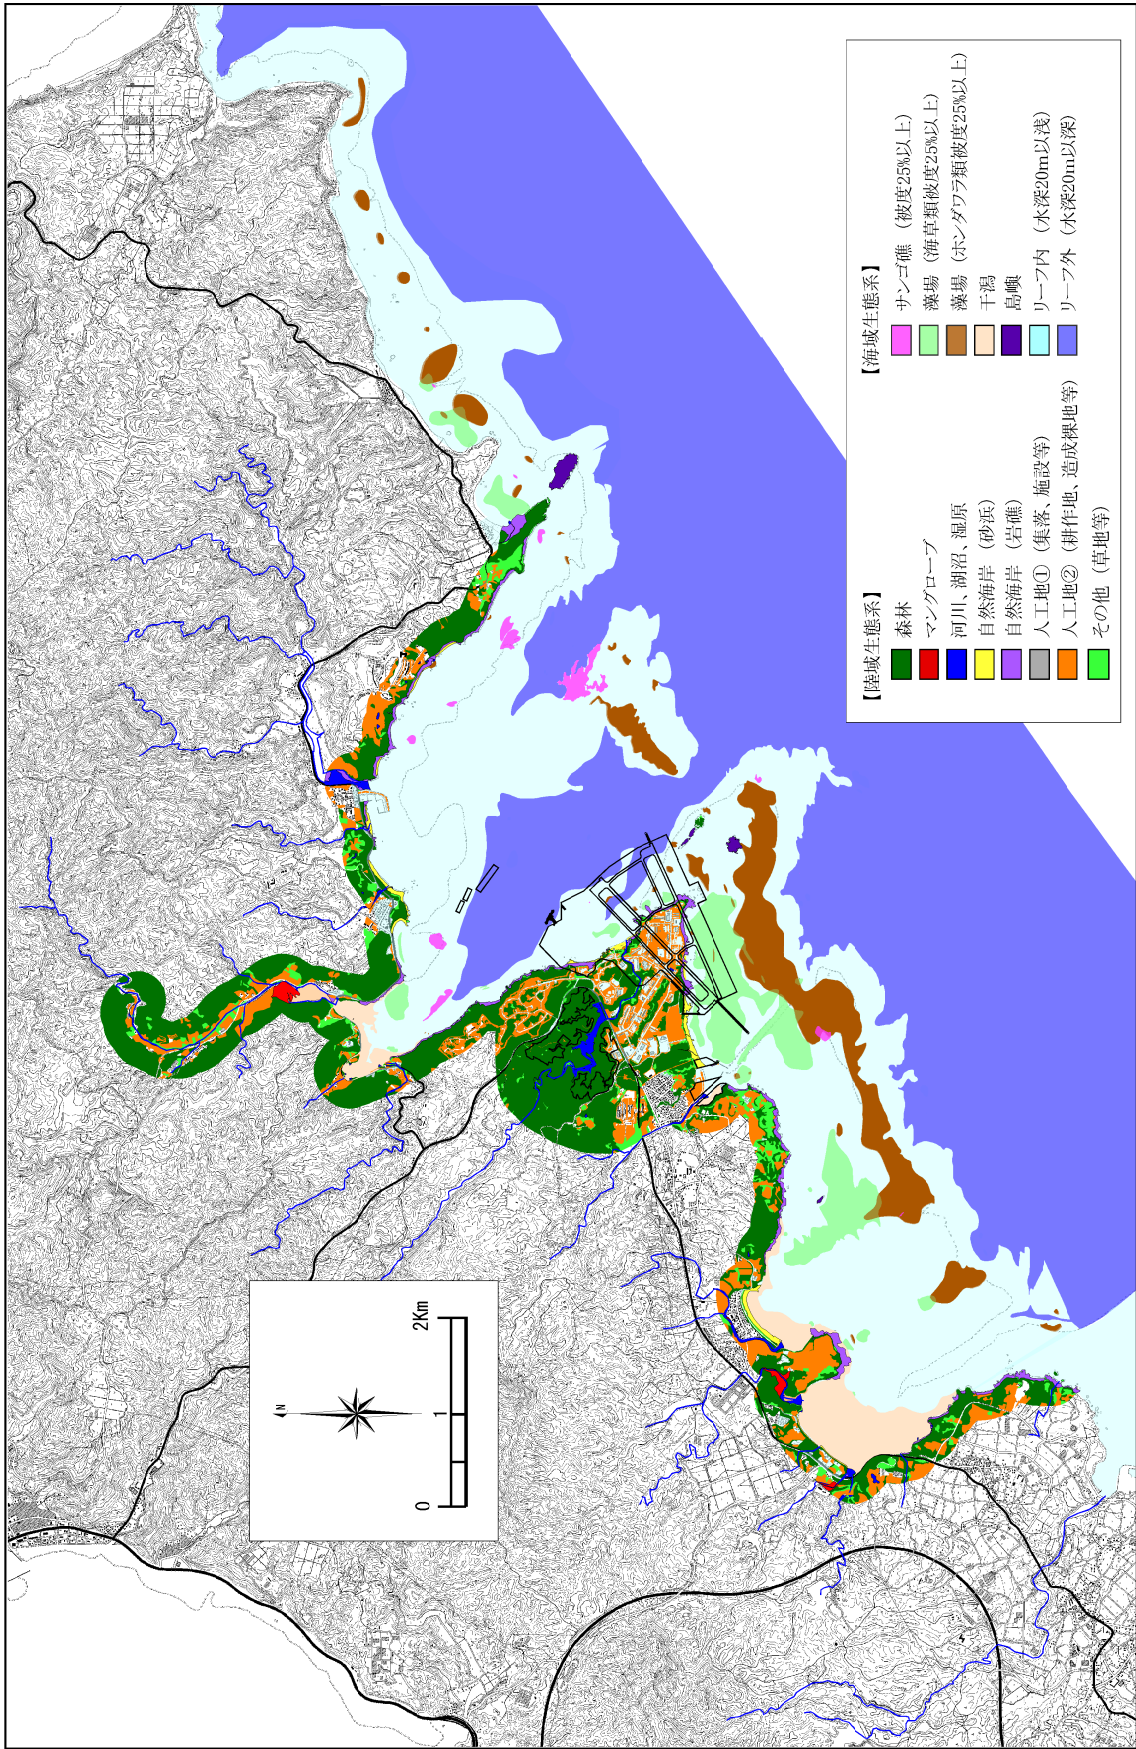 N
0
1
2Km
【陸域生態系】
森林
マングローブ
河川、湖沼、湿原
自然海岸（砂浜）
自然海岸（岩礁）
人工地①（集落、施設等）
人工地②（耕作地、造成裸地等）
その他（草地等）
【海域生態系】
サンゴ礁（被度25%以上）
藻場（海草類被度25%以上）
藻場（ホンダワラ類被度25%以上）
干潟
島嶼
リーフ内（水深20m以浅）
リーフ外（水深20m以深）